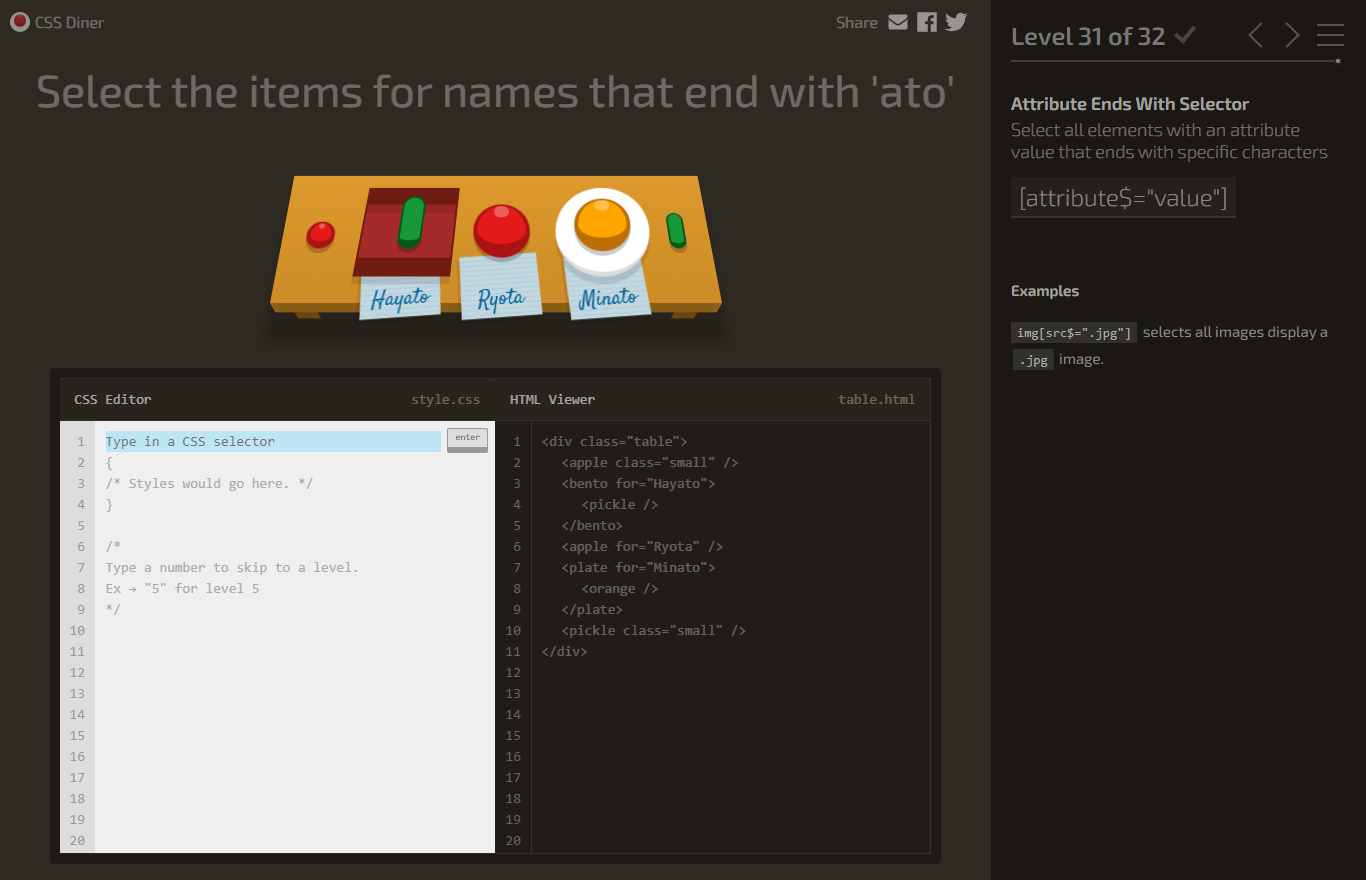 CSS Diner
Share
Select the items for names that end with 'ato'
Hayato
Ryota
Minato
CSS Editor
style.css
HTML Viewer
table.html
1
Type in a CSS selector
enter
2
{
3
/* Styles would go here. */
4
}
5
6
/*
7
Type a number to skip to a level.
8
Ex → "5" for level 5
9
*/
10
11
12
13
14
15
16
17
18
19
20
1
<div class="table">
2
<apple class="small" />
3
<bento for="Hayato">
4
<pickle />
5
</bento>
6
<apple for="Ryota" />
7
<plate for="Minato">
8
<orange />
9
</plate>
10
<pickle class="small" />
11
</div>
12
13
14
15
16
17
18
19
20
Level 31 of 32
Attribute Ends With Selector
Select all elements with an attribute
value that ends with specific characters
[attribute$="value"]
Examples
img[src$=".jpg"] selects all images display a
.jpg image.